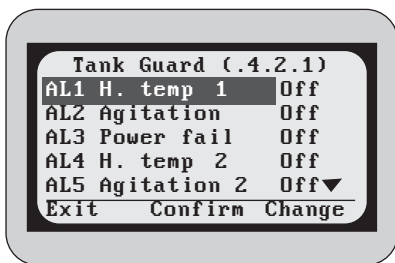 Tank Guard (.4.2.1)
AL1 H. temp 1 Off
AL2 Agitation Off
AL3 Power fail Off
AL4 H. temp 2 Off
AL5 Agitation 2 Off▼
Exit Confirm Change